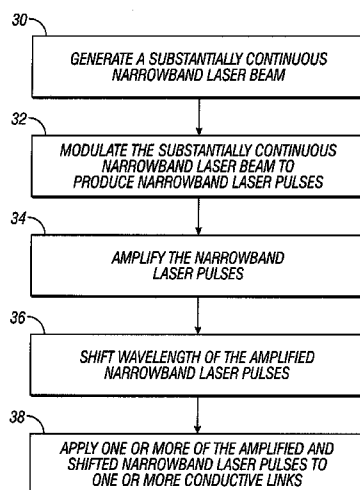 30
GENERATE A SUBSTANTIALLY CONTINUOUS
NARROWBAND LASER BEAM
32
MODULATE THE SUBSTANTIALLY CONTINUOUS
NARROWBAND LASER BEAM TO
PRODUCE NARROWBAND LASER PULSES
34
AMPLIFY THE NARROWBAND
LASER PULSES
36
SHIFT WAVELENGTH OF THE AMPLIFIED
NARROWBAND LASER PULSES
38
APPLY ONE OR MORE OF THE AMPLIFIED AND
SHIFTED NARROWBAND LASER PULSES TO
ONE OR MORE CONDUCTIVE LINKS